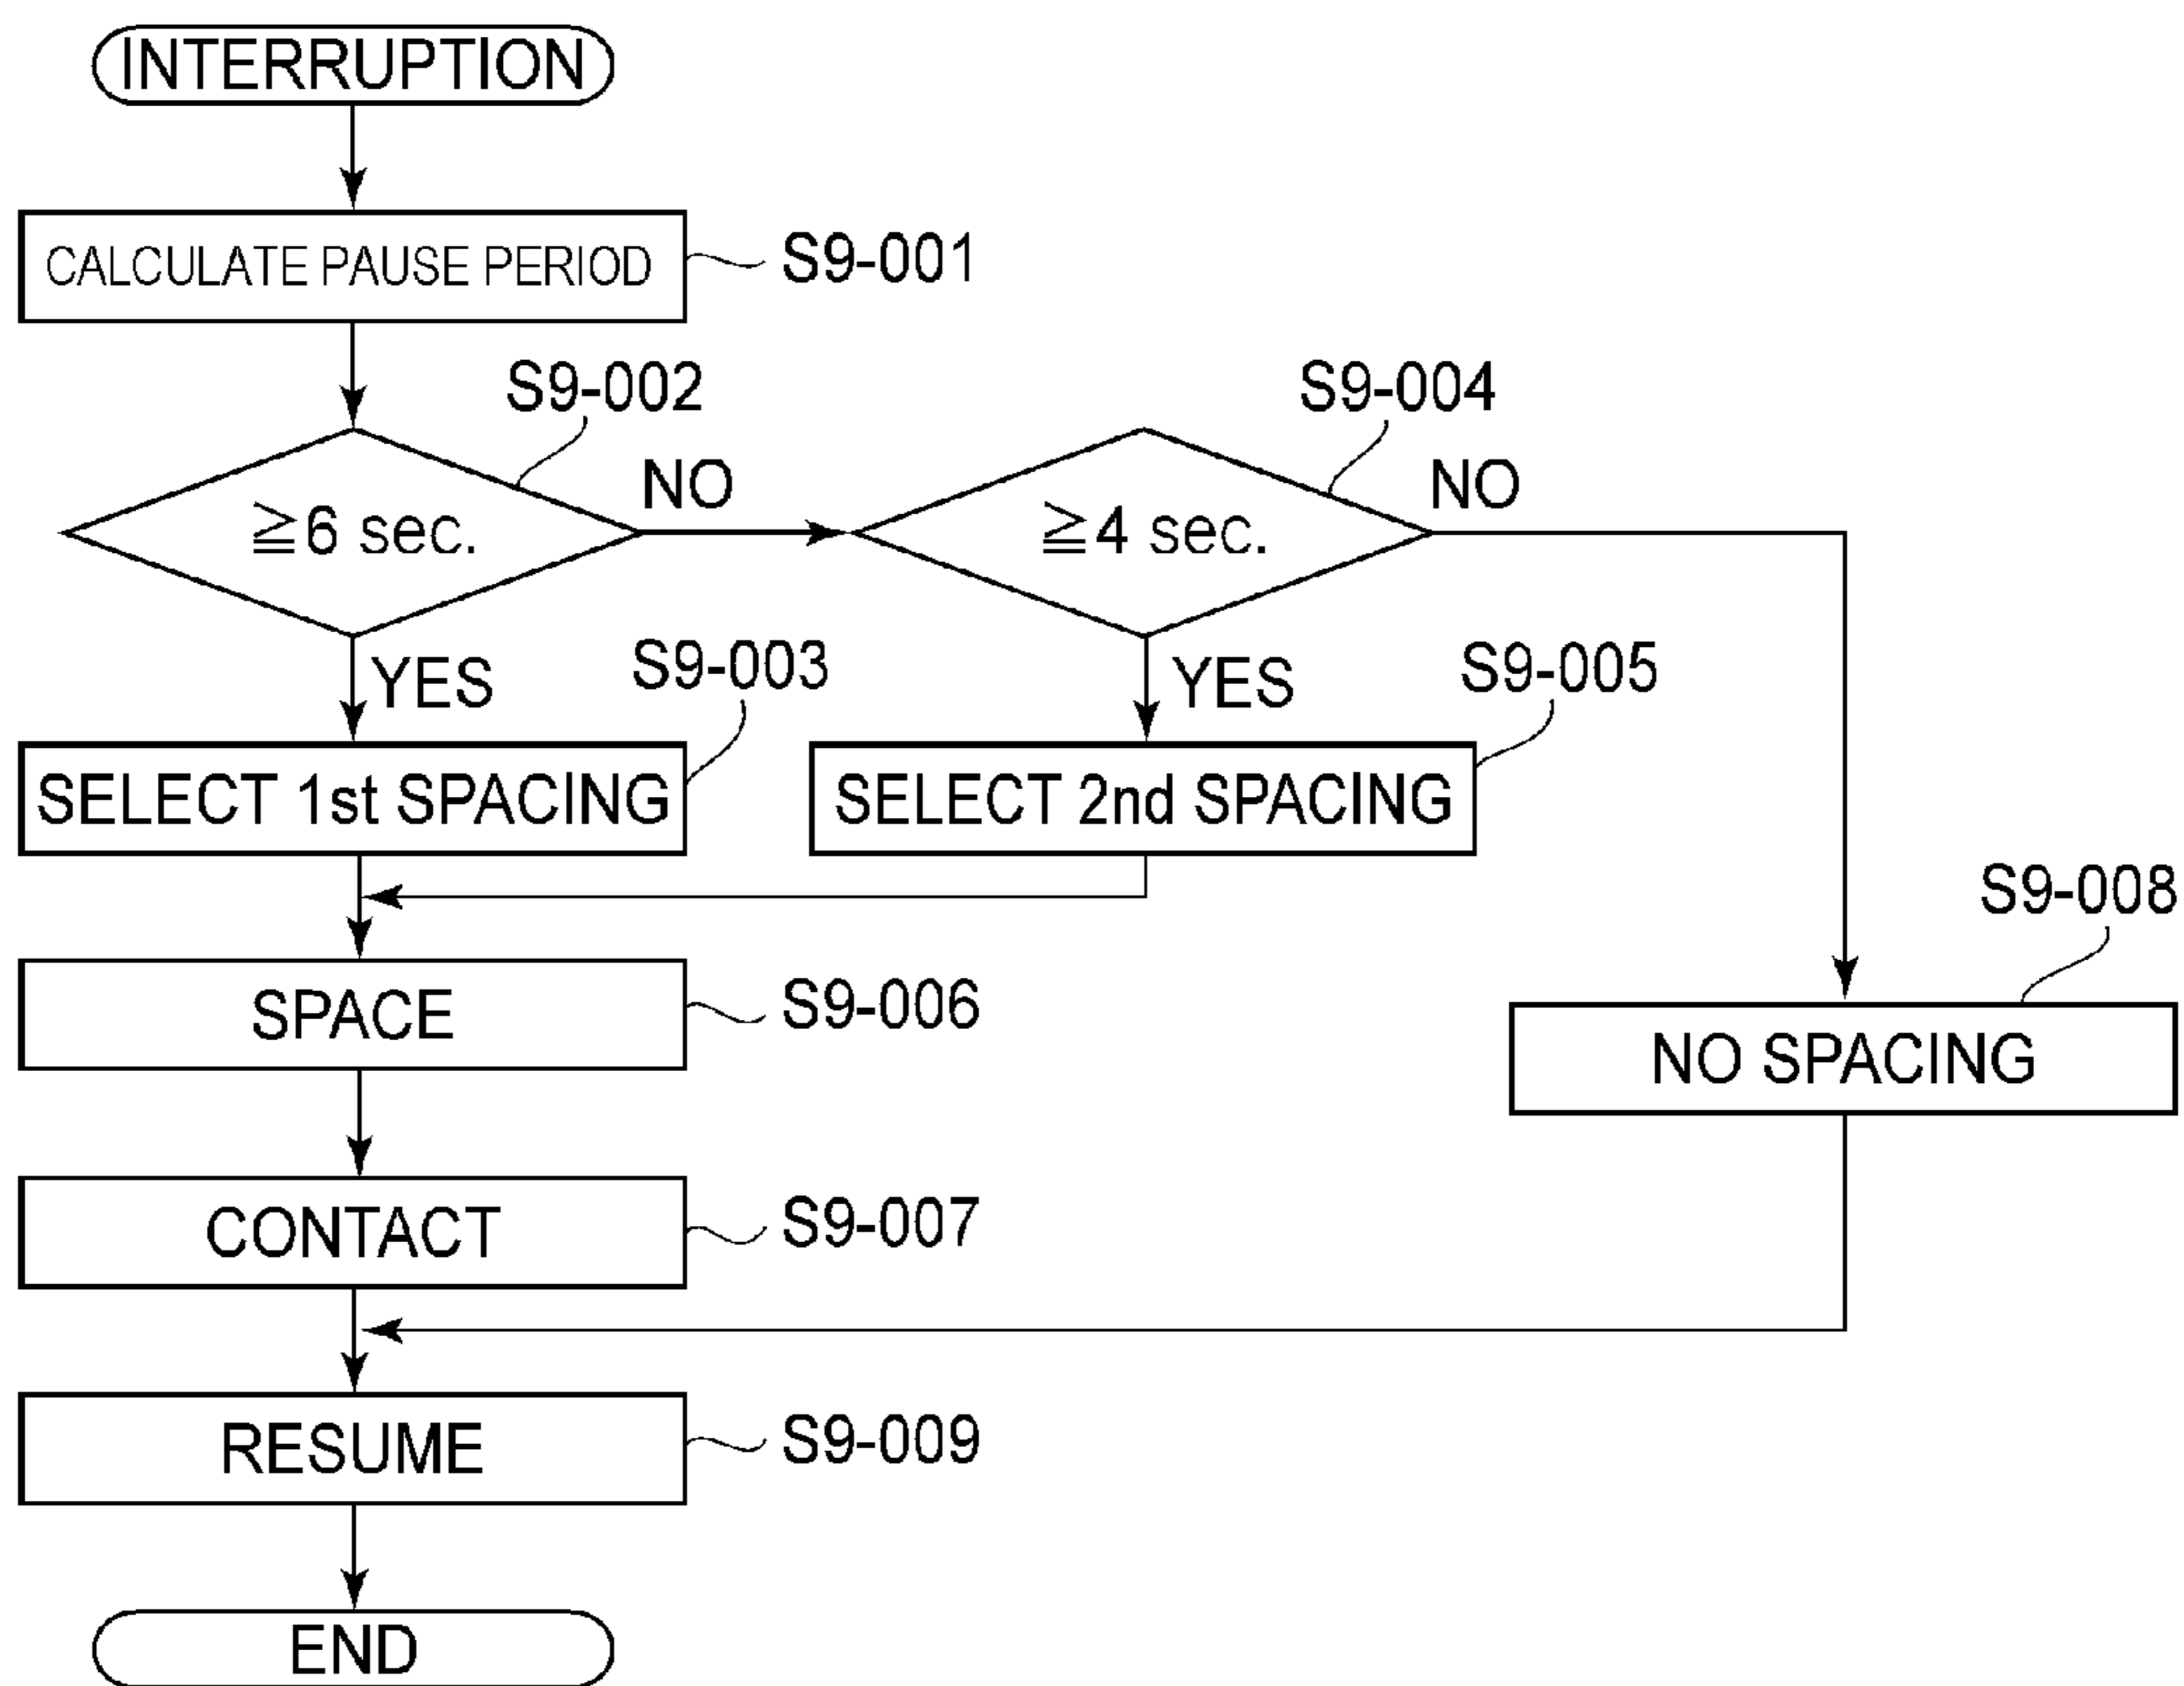 INTERRUPTION
CALCULATE PAUSE PERIOD
S9-001
S9-002
S9-004
≧6 sec.
NO
≧4 sec.
NO
YES
S9-003
YES
S9-005
SELECT 1st SPACING
SELECT 2nd SPACING
S9-008
SPACE
S9-006
NO SPACING
CONTACT
S9-007
RESUME
S9-009
END